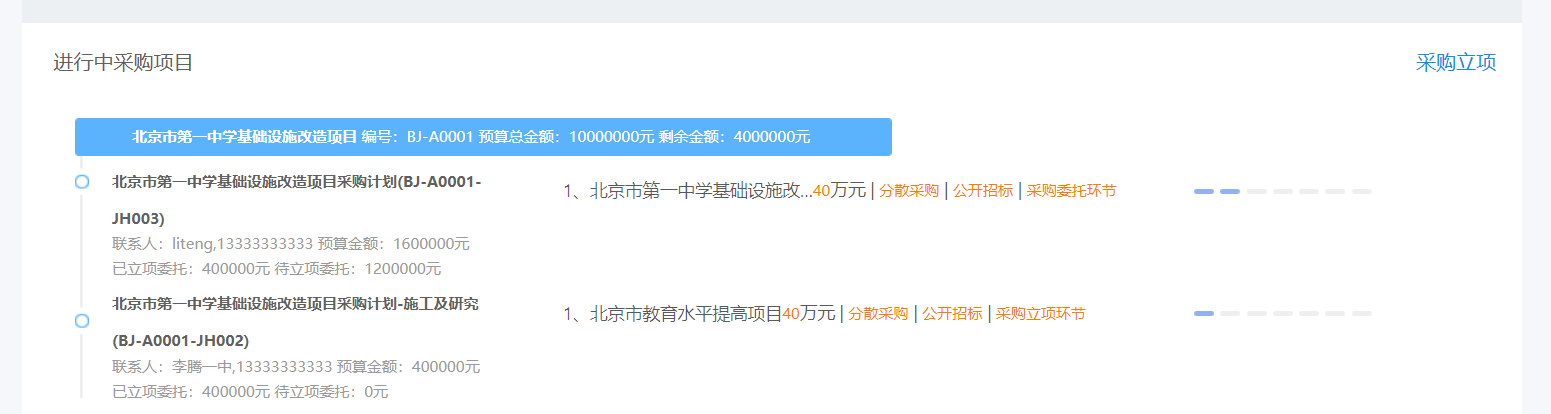 进行中采购项目
采购立项
北京市第一中学基础设施改造项目 编号：BJ-A0001 预算总金额：10000000元 剩余金额：4000000元
北京市第一中学基础设施改造项目采购计划(BJ-A0001-
JH003)
联系人：liteng,13333333333 预算金额：1600000元
已立项委托：400000元 待立项委托：1200000元
1、北京市第一中学基础设施改...40万元 | 分散采购 | 公开招标 | 采购委托环节
北京市第一中学基础设施改造项目采购计划-施工及研究
(BJ-A0001-JH002)
联系人：李腾一中,13333333333 预算金额：400000元
已立项委托：400000元 待立项委托：0元
1、北京市教育水平提高项目40万元 | 分散采购 | 公开招标 | 采购立项环节